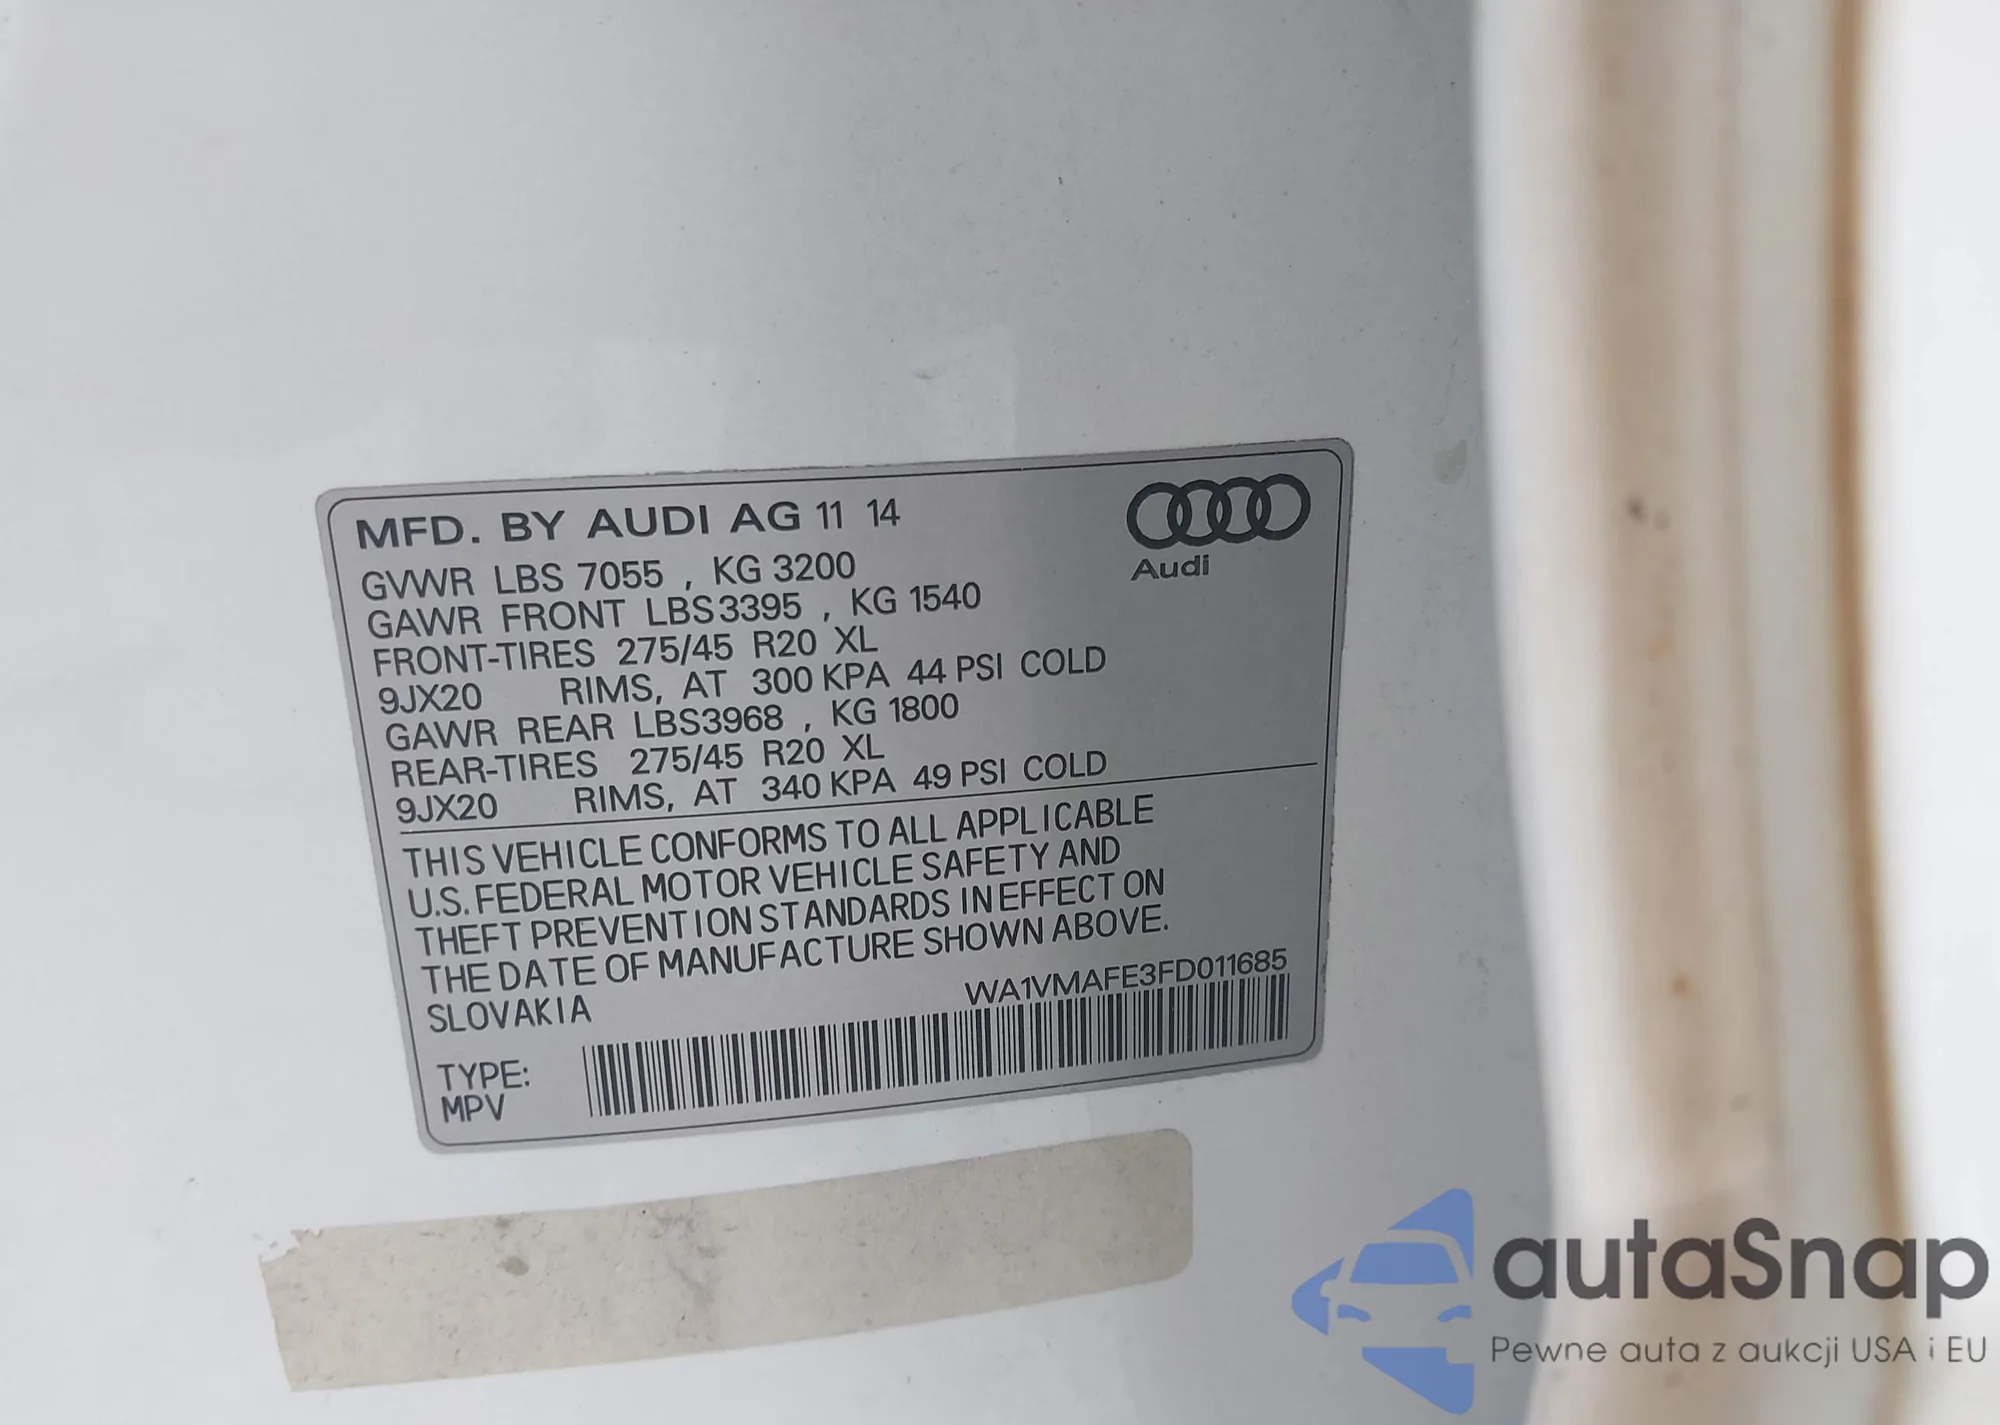 MFD. BY AUDI AG 11 14
Audi
GVWR LBS 7055 , KG 3200
GAWR FRONT LBS3395 , KG 1540
FRONT-TIRES 275/45 R20 XL
9JX20 RIMS, AT 300 KPA 44 PSI COLD
GAWR REAR LBS3968 , KG 1800
REAR-TIRES 275/45 R20 XL
9JX20 RIMS, AT 340 KPA 49 PSI COLD
THIS VEHICLE CONFORMS TO ALL APPLICABLE
U.S. FEDERAL MOTOR VEHICLE SAFETY AND
THEFT PREVENTION STANDARDS IN EFFECT ON
THE DATE OF MANUFACTURE SHOWN ABOVE.
SLOVAKIA
WA1VMAFE3FD011685
TYPE:
MPV
autaSnap
Pewne auta z aukcji USA i EU